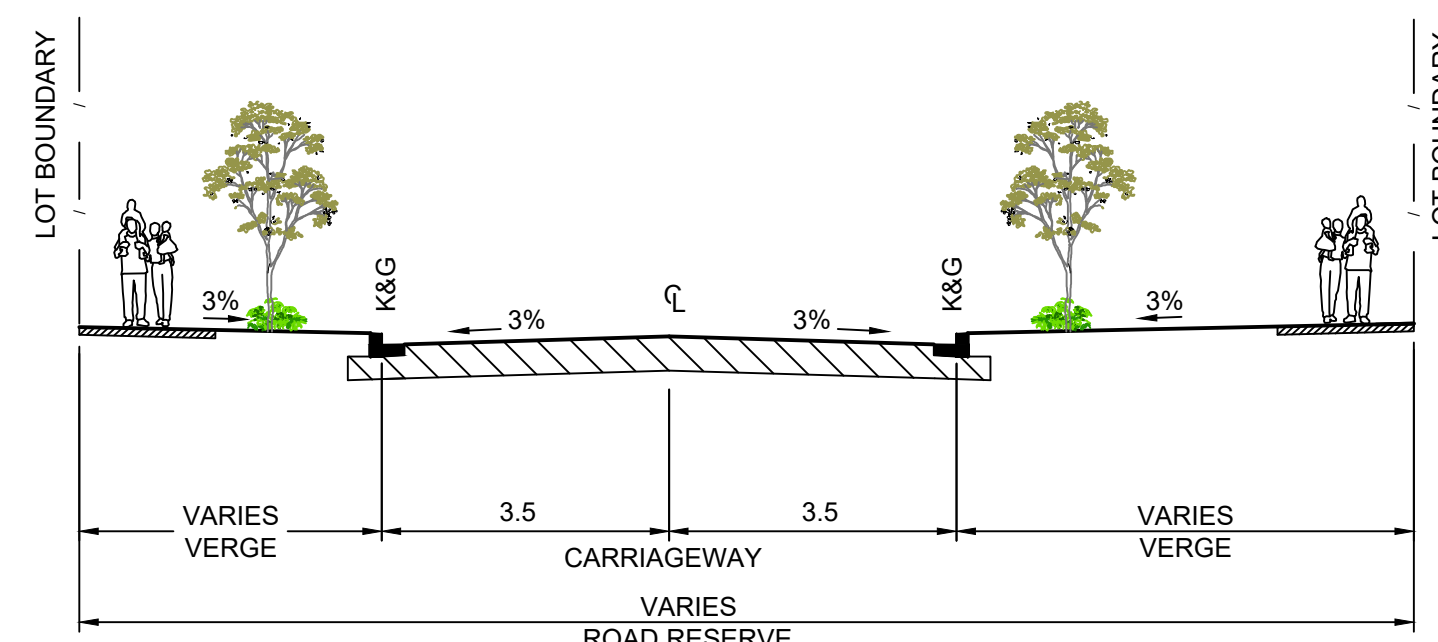 LOT BOUNDARY
LOT BOUNDARY
K&G
℄
K&G
3%
3%
3%
3%
VARIES
VERGE
3.5
3.5
CARRIAGEWAY
VARIES
VERGE
VARIES
ROAD RESERVE